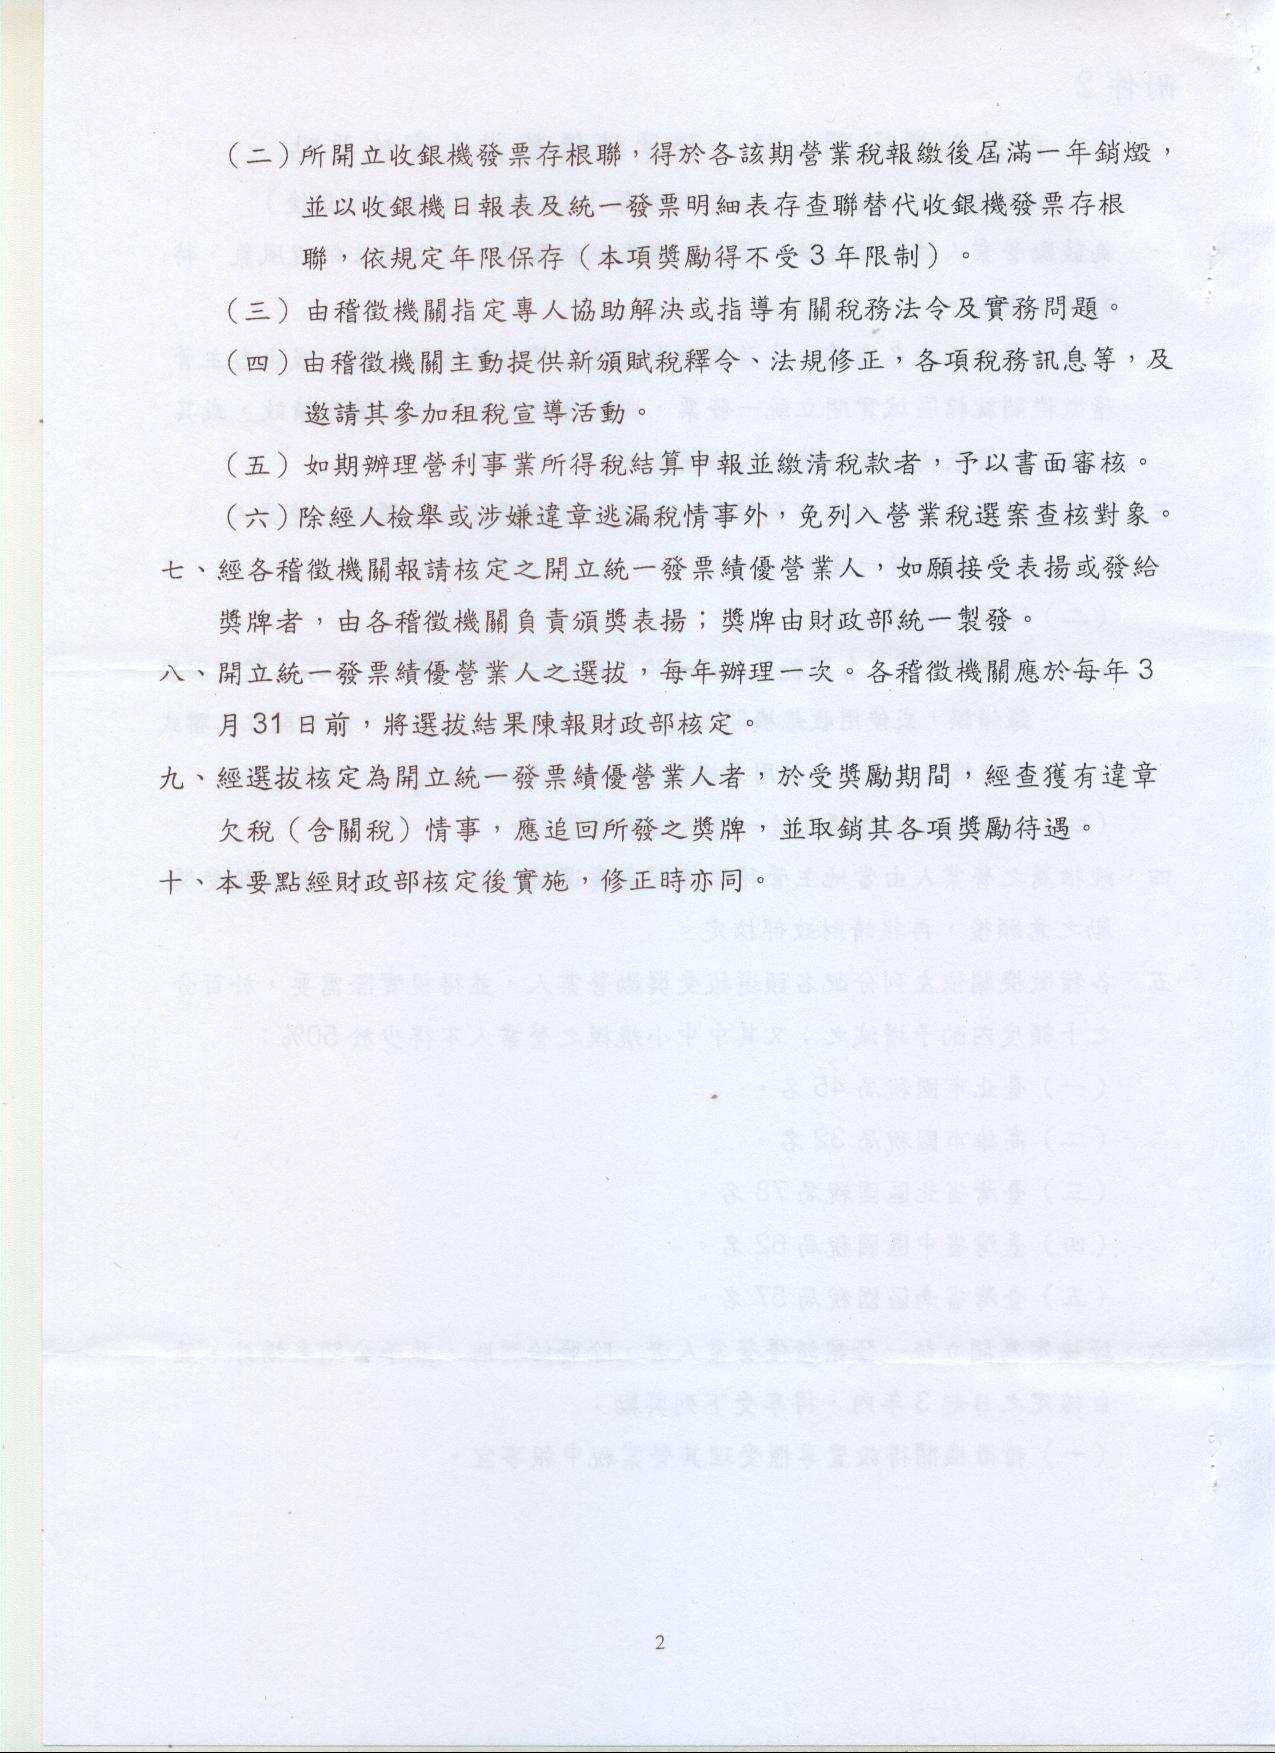 （二）所開立收銀機發票存根聯，得於各該期營業稅報繳後屆滿一年銷燬，
並以收銀機日報表及統一發票明細表存查聯替代收銀機發票存根
聯，依規定年限保存（本項獎勵得不受3年限制）。
（三）由稽徵機關指定專人協助解決或指導有關稅務法令及實務問題。
（四）由稽徵機關主動提供新頒賦稅釋令、法規修正，各項稅務訊息等，及
邀請其參加租稅宣導活動。
（五）如期辦理營利事業所得稅結算申報並繳清稅款者，予以書面審核。
（六）除經人檢舉或涉嫌違章逃漏稅情事外，免列入營業稅選案查核對象。
七、經各稽徵機關報請核定之開立統一發票績優營業人，如願接受表揚或發給
獎牌者，由各稽徵機關負責頒獎表揚；獎牌由財政部統一製發。
八、開立統一發票績優營業人之選拔，每年辦理一次。各稽徵機關應於每年3
月31日前，將選拔結果陳報財政部核定。
九、經選拔核定為開立統一發票績優營業人者，於受獎勵期間，經查獲有違章
欠稅（含關稅）情事，應追回所發之獎牌，並取銷其各項獎勵待遇。
十、本要點經財政部核定後實施，修正時亦同。
2